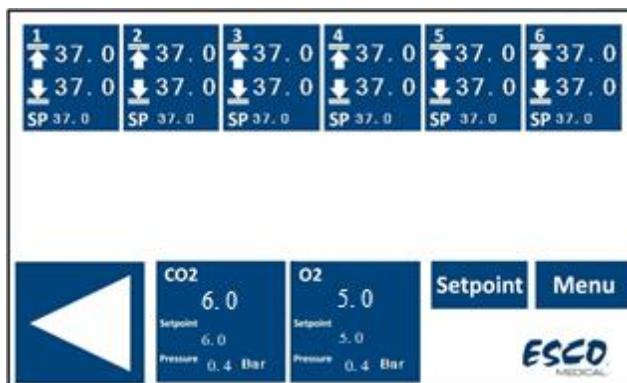 1 2 3 4 5 6
37.0 37.0 37.0 37.0 37.0 37.0
37.0 37.0 37.0 37.0 37.0 37.0
SP 37.0 SP 37.0 SP 37.0 SP 37.0 SP 37.0 SP 37.0
CO2
6.0
Setpoint
6.0
Pressure 0.4 Bar
O2
5.0
Setpoint
5.0
Pressure 0.4 Bar
Setpoint
Menu
ESCO
MEDICAL